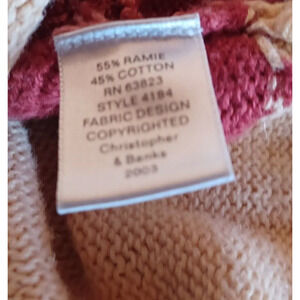 55% RAMIE
45% COTTON
RN 63823
STYLE 4184
FABRIC DESIGN
COPYRIGHTED
Christopher
& Banks
2003